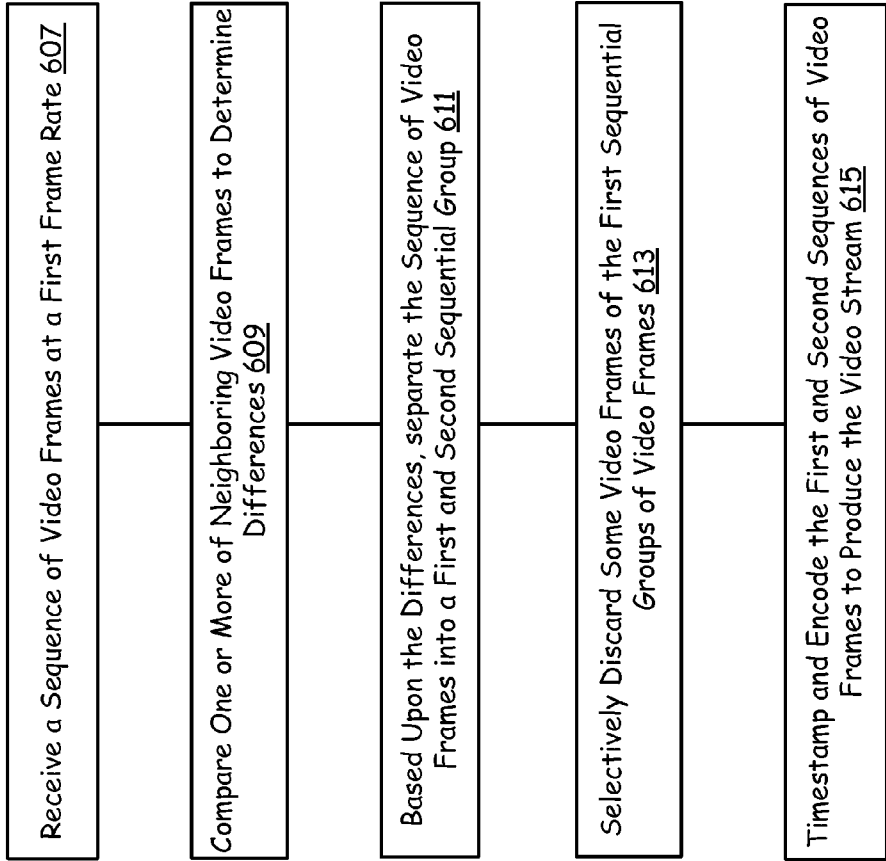 Receive a Sequence of Video Frames at a First Frame Rate 607
Compare One or More of Neighboring Video Frames to Determine
Differences 609
Based Upon the Differences, separate the Sequence of Video
Frames into a First and Second Sequential Group 611
Selectively Discard Some Video Frames of the First Sequential
Groups of Video Frames 613
Timestamp and Encode the First and Second Sequences of Video
Frames to Produce the Video Stream 615